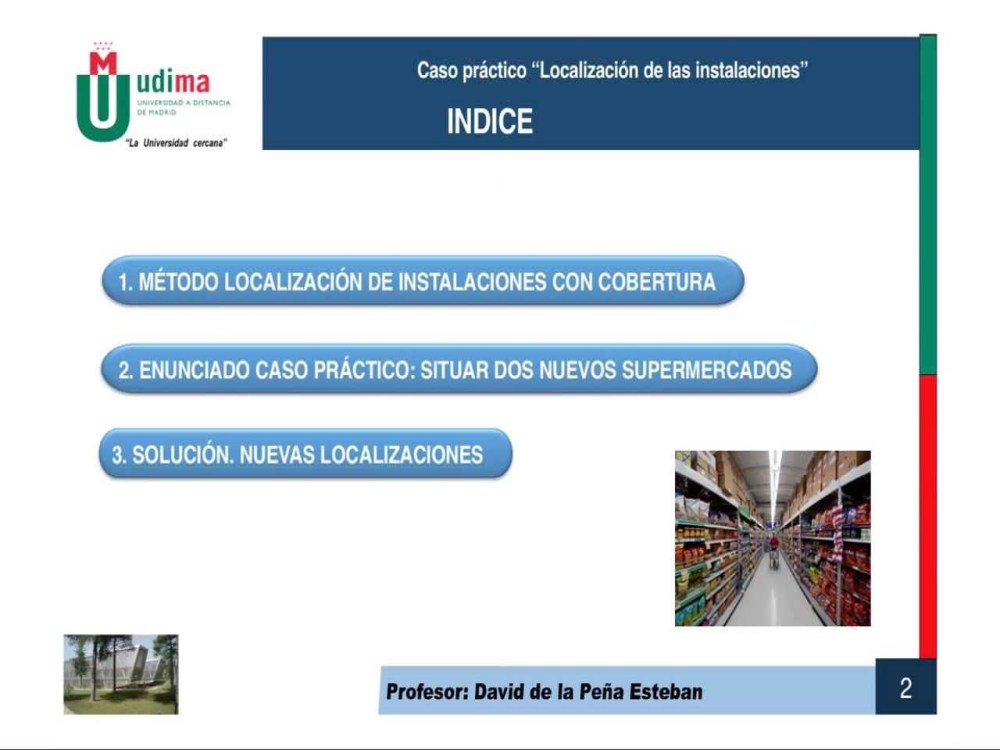 Caso práctico “Localización de las instalaciones”
INDICE
M
U
udima
UNIVERSIDAD A DISTANCIA
DE MADRID
“La Universidad cercana”
1. MÉTODO LOCALIZACIÓN DE INSTALACIONES CON COBERTURA
2. ENUNCIADO CASO PRÁCTICO: SITUAR DOS NUEVOS SUPERMERCADOS
3. SOLUCIÓN. NUEVAS LOCALIZACIONES
Profesor: David de la Peña Esteban
2